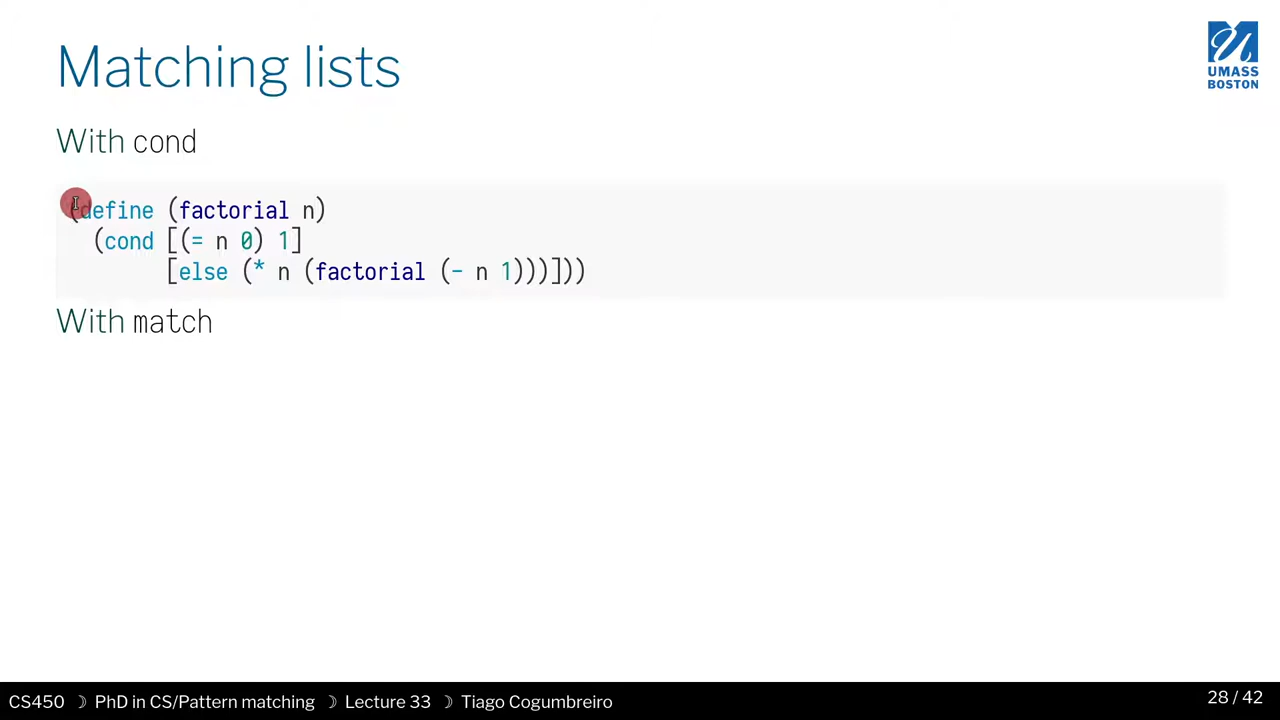 Matching lists
UMASS
BOSTON
With cond
(define (factorial n)
  (cond [(= n 0) 1]
        [else (* n (factorial (- n 1)))]))
With match
CS450 ☽ PhD in CS/Pattern matching ☽ Lecture 33 ☽ Tiago Cogumbreiro
28 / 42